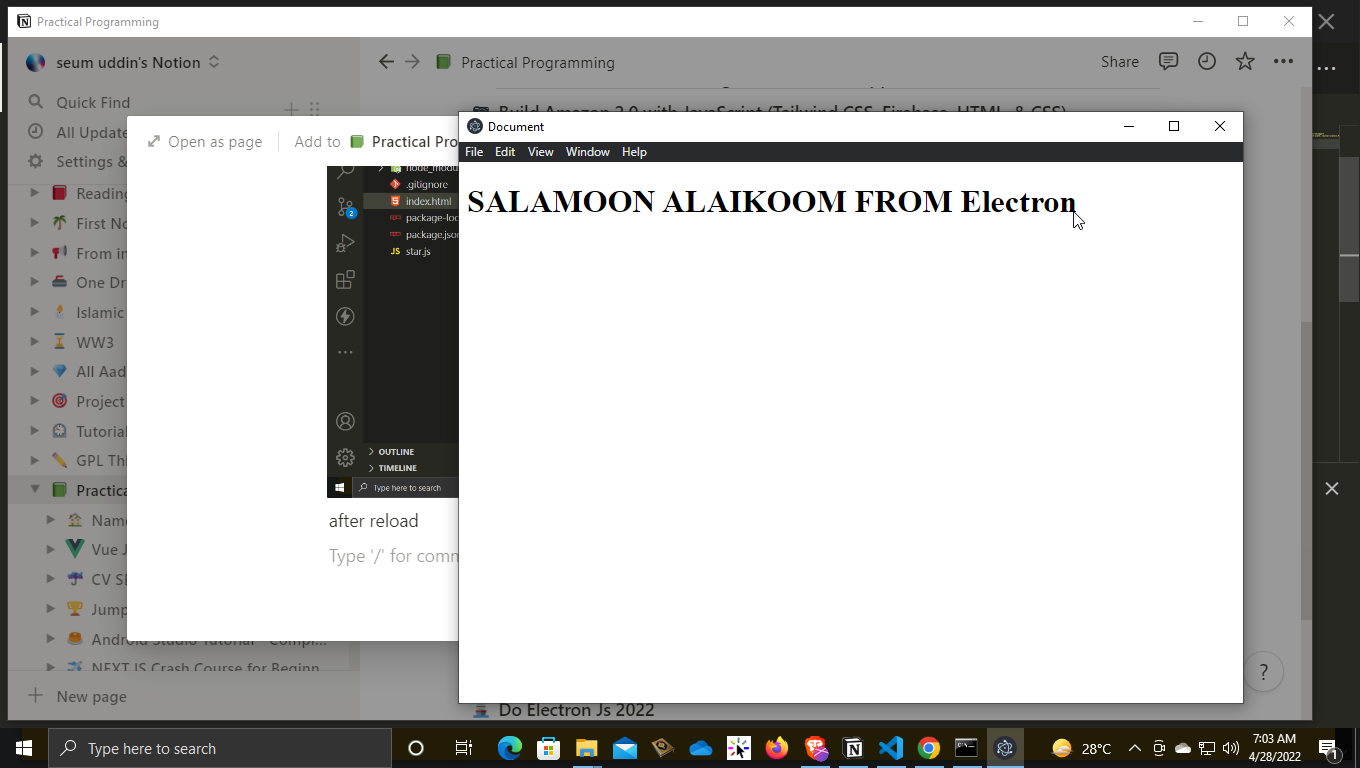 Practical Programming
seum uddin's Notion
Quick Find
All Update
Settings &
Reading
First No
From in
One Dr
Islamic
WW3
All Aad
Project
Tutorial
GPL Thi
Practica
Name
Vue J
CV SI
Jump
Android Studio Tutorial - Compl...
NEXT JS Crash Course for Beginn
New page
Practical Programming
Share
Build Amazon 2.0 with JavaScript (Tailwind CSS, Firebase, HTML, & CSS)
Open as page
Add to
Practical Pro
node_modu
.gitignore
index.html
package-loc
package.json
JS star.js
2
OUTLINE
TIMELINE
Type here to search
after reload
Type '/' for comm
Document
File Edit View Window Help
SALAMOON ALAIKOOM FROM Electron
Do Electron Js 2022
?
Type here to search
28°C
7:03 AM
4/28/2022
1